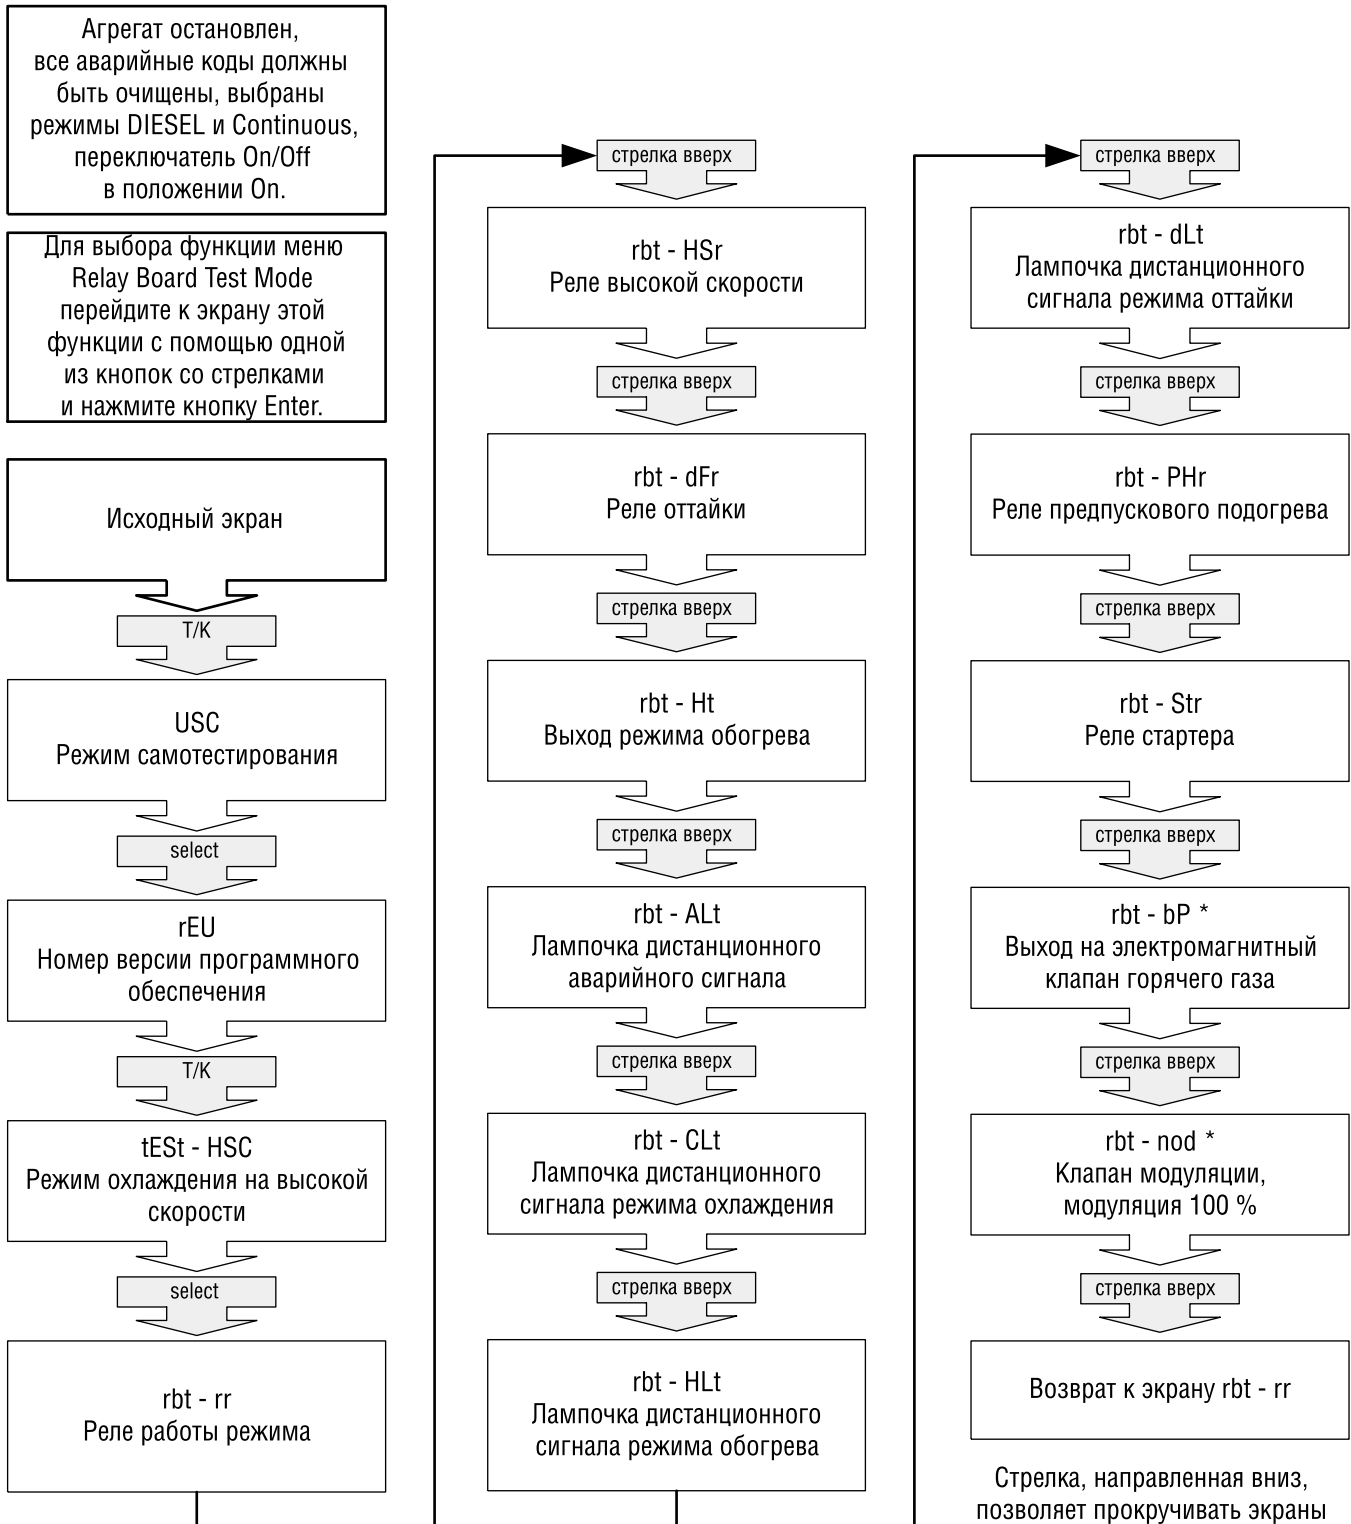 Агрегат остановлен,
все аварийные коды должны
быть очищены, выбраны
режимы DIESEL и Continuous,
переключатель On/Off
в положении On.
Для выбора функции меню
Relay Board Test Mode
перейдите к экрану этой
функции с помощью одной
из кнопок со стрелками
и нажмите кнопку Enter.
Исходный экран
T/K
USC
Режим самотестирования
select
rEU
Номер версии программного
обеспечения
T/K
tESt - HSC
Режим охлаждения на высокой
скорости
select
rbt - rr
Реле работы режима
стрелка вверх
rbt - HSr
Реле высокой скорости
стрелка вверх
rbt - dFr
Реле оттайки
стрелка вверх
rbt - Ht
Выход режима обогрева
стрелка вверх
rbt - ALt
Лампочка дистанционного
аварийного сигнала
стрелка вверх
rbt - CLt
Лампочка дистанционного
сигнала режима охлаждения
стрелка вверх
rbt - HLt
Лампочка дистанционного
сигнала режима обогрева
стрелка вверх
rbt - dLt
Лампочка дистанционного
сигнала режима оттайки
стрелка вверх
rbt - PHr
Реле предпускового подогрева
стрелка вверх
rbt - Str
Реле стартера
стрелка вверх
rbt - bP *
Выход на электромагнитный
клапан горячего газа
стрелка вверх
rbt - nod *
Клапан модуляции,
модуляция 100 %
стрелка вверх
Возврат к экрану rbt - rr
Стрелка, направленная вниз,
позволяет прокручивать экраны